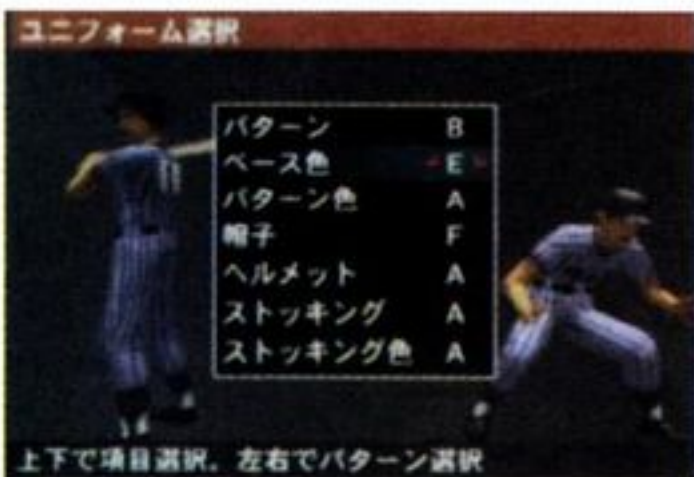 ユニフォーム選択
パターン B
ベース色 E
パターン色 A
帽子 F
ヘルメット A
ストッキング A
ストッキング色 A
上下で項目選択．左右でパターン選択